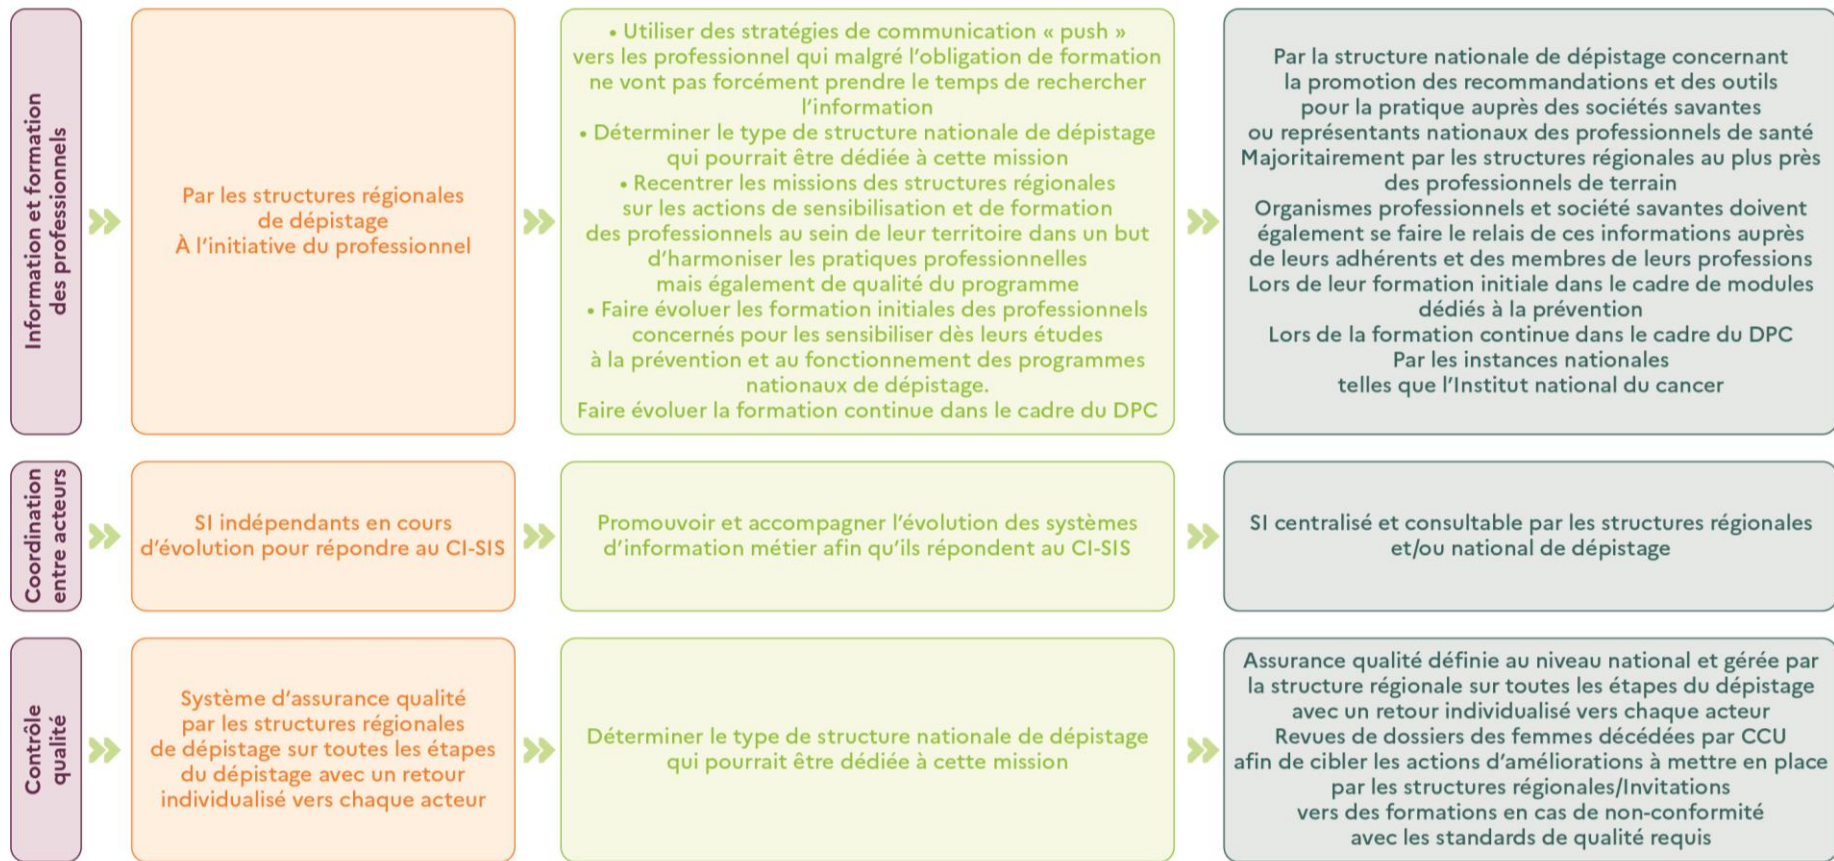 Information et formation
des professionnels
Par les structures régionales
de dépistage
À l'initiative du professionnel
• Utiliser des stratégies de communication « push »
vers les professionnel qui malgré l'obligation de formation
ne vont pas forcément prendre le temps de rechercher
l'information
• Déterminer le type de structure nationale de dépistage
qui pourrait être dédiée à cette mission
• Recentrer les missions des structures régionales
sur les actions de sensibilisation et de formation
des professionnels au sein de leur territoire dans un but
d'harmoniser les pratiques professionnelles
mais également de qualité du programme
• Faire évoluer les formation initiales des professionnels
concernés pour les sensibiliser dès leurs études
à la prévention et au fonctionnement des programmes
nationaux de dépistage.
Faire évoluer la formation continue dans le cadre du DPC
Par la structure nationale de dépistage concernant
la promotion des recommandations et des outils
pour la pratique auprès des sociétés savantes
ou représentants nationaux des professionnels de santé
Majoritairement par les structures régionales au plus près
des professionnels de terrain
Organismes professionnels et société savantes doivent
également se faire le relais de ces informations auprès
de leurs adhérents et des membres de leurs professions
Lors de leur formation initiale dans le cadre de modules
dédiés à la prévention
Lors de la formation continue dans le cadre du DPC
Par les instances nationales
telles que l'Institut national du cancer
Coordination
entre acteurs
SI indépendants en cours
d'évolution pour répondre au CI-SIS
Promouvoir et accompagner l'évolution des systèmes
d'information métier afin qu'ils répondent au CI-SIS
SI centralisé et consultable par les structures régionales
et/ou national de dépistage
Contrôle
qualité
Système d'assurance qualité
par les structures régionales
de dépistage sur toutes les étapes
du dépistage avec un retour
individualisé vers chaque acteur
Déterminer le type de structure nationale de dépistage
qui pourrait être dédiée à cette mission
Assurance qualité définie au niveau national et gérée par
la structure régionale sur toutes les étapes du dépistage
avec un retour individualisé vers chaque acteur
Revues de dossiers des femmes décédées par CCU
afin de cibler les actions d'améliorations à mettre en place
par les structures régionales/Invitations
vers des formations en cas de non-conformité
avec les standards de qualité requis